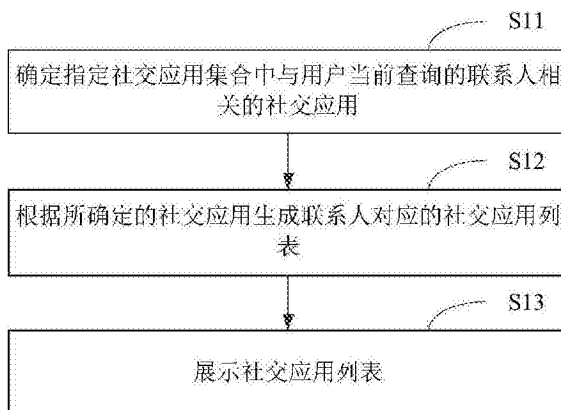 S11
确定指定社交应用集合中与用户当前查询的联系人相
关的社交应用
S12
根据所确定的社交应用生成联系人对应的社交应用列
表
S13
展示社交应用列表